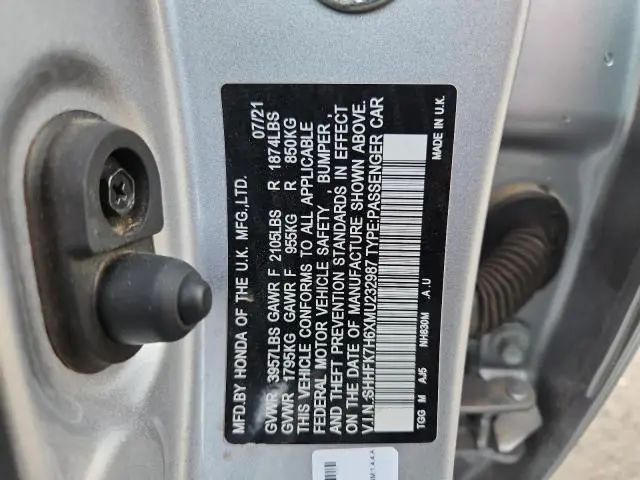 MFD.BY HONDA OF THE U.K. MFG.,LTD. 07/21
GVWR 3957LBS GAWR F 2105LBS R 1874LBS
GVWR 1795KG GAWR F 955KG R 850KG
THIS VEHICLE CONFORMS TO ALL APPLICABLE
FEDERAL MOTOR VEHICLE SAFETY , BUMPER ,
AND THEFT PREVENTION STANDARDS IN EFFECT
ON THE DATE OF MANUFACTURE SHOWN ABOVE.
V.I.N.:SHHFK7H6XMU232987 TYPE:PASSENGER CAR
TGG M AJ5 NH830M .A .U MADE IN U.K.